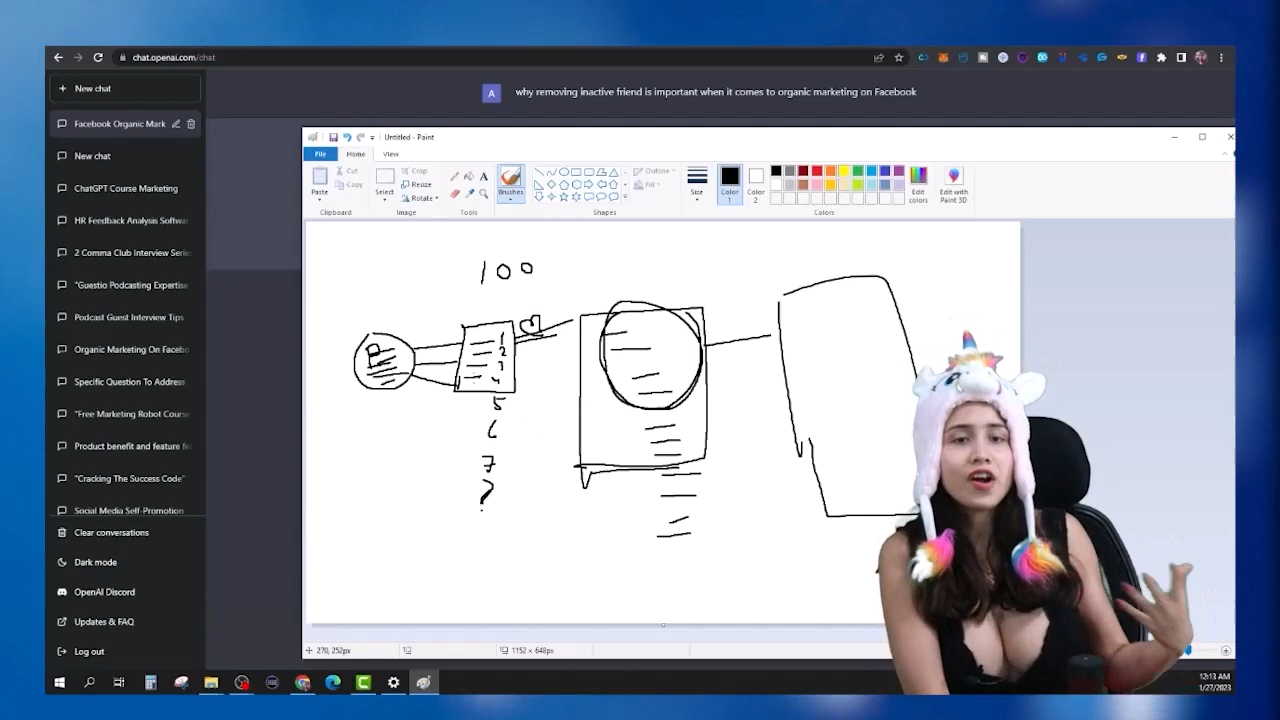 chat.openai.com/chat
New chat
Facebook Organic Mark
New chat
ChatGPT Course Marketing
HR Feedback Analysis Softwa
2 Comma Club Interview Serie
"Guestio Podcasting Expertise
Podcast Guest Interview Tips
Organic Marketing On Facebo
Specific Question To Address
"Free Marketing Robot Course
Product benefit and feature fe
"Cracking The Success Code"
Social Media Self-Promotion
Clear conversations
Dark mode
OpenAI Discord
Updates & FAQ
Log out
A why removing inactive friend is important when it comes to organic marketing on Facebook
Untitled - Paint
File Home View
Paste
Cut
Copy
Clipboard
Select
Crop
Resize
Rotate
Image
A
Tools
Brushes
Outline
Fill
Shapes
Size
Color
1
Color
2
Edit
colors
Colors
Edit with
Paint 3D
100
P
1
2
3
4
5
6
7
?
270, 252px
1152 × 648px
12:13 AM
1/27/2023